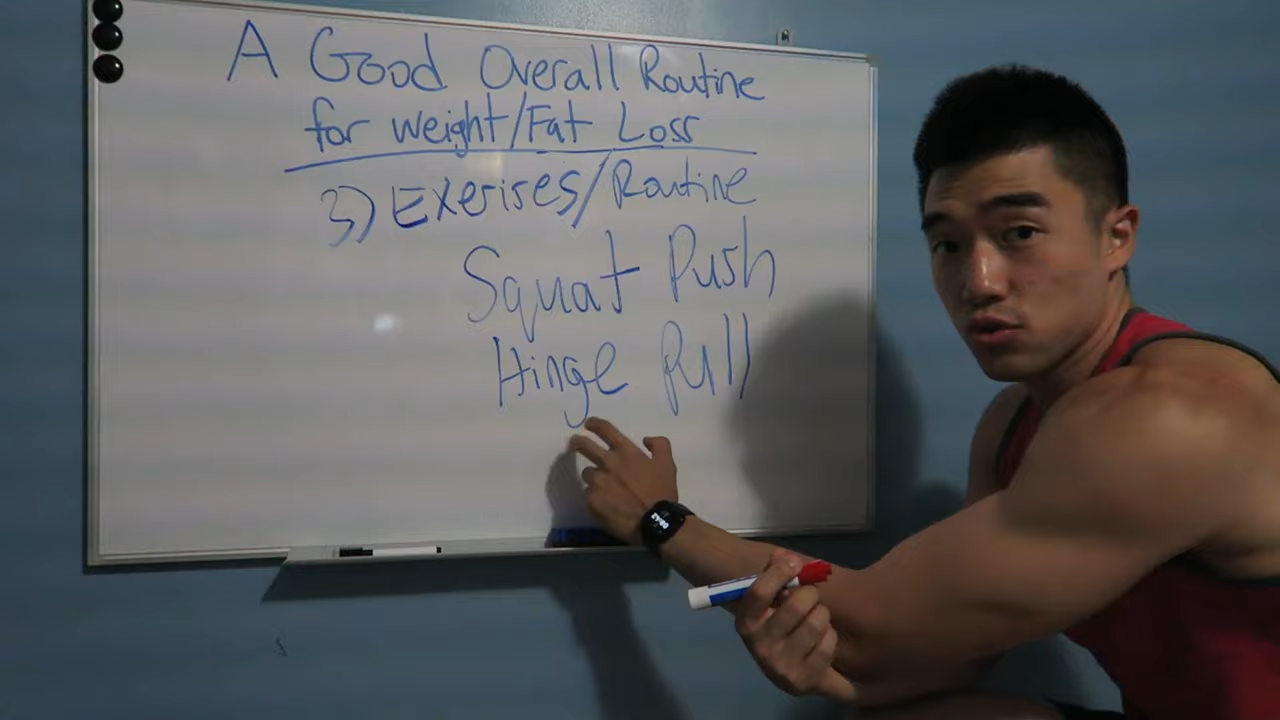 A Good Overall Routine
for Weight/Fat Loss
3) Exerises/Routine
Squat Push
Hinge Pull